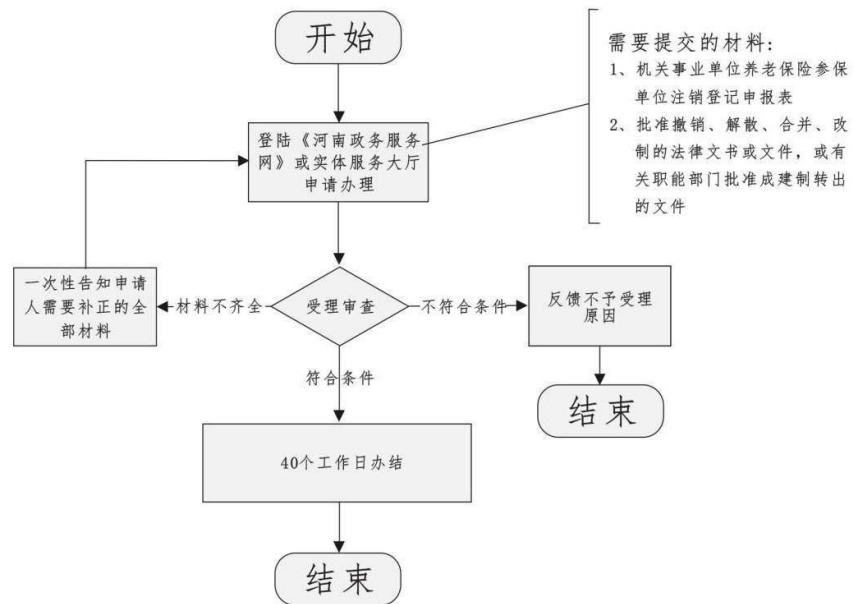 开始
需要提交的材料:
1、机关事业单位养老保险参保
单位注销登记申报表
2、批准撤销、解散、合并、改
制的法律文书或文件，或有
关职能部门批准成建制转出
的文件
登陆《河南政务服务
网》或实体服务大厅
申请办理
一次性告知申请
人需要补正的全
部材料
材料不齐全
受理审查
不符合条件
反馈不予受理
原因
符合条件
结束
40个工作日办结
结束